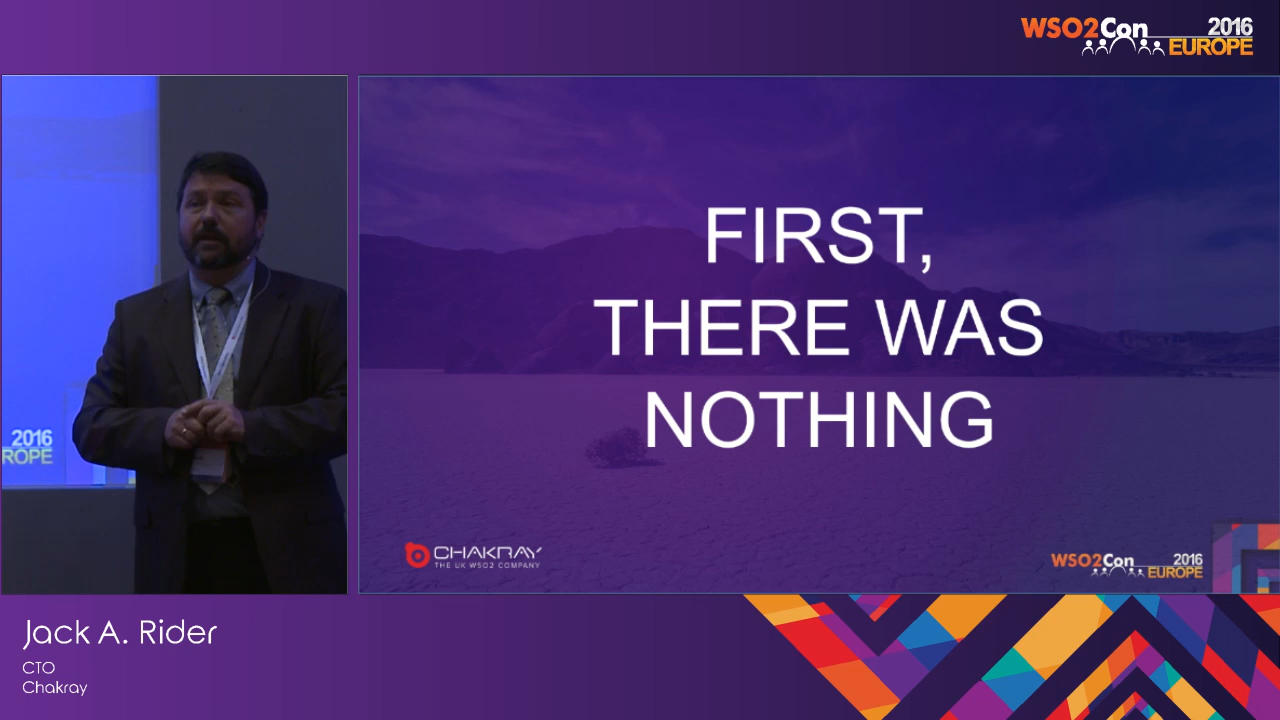 WSO2Con 2016
EUROPE
2016
ROPE
FIRST,
THERE WAS
NOTHING
CHAKRAY
THE UK WSO2 COMPANY
WSO2Con 2016
EUROPE
Jack A. Rider
CTO
Chakray